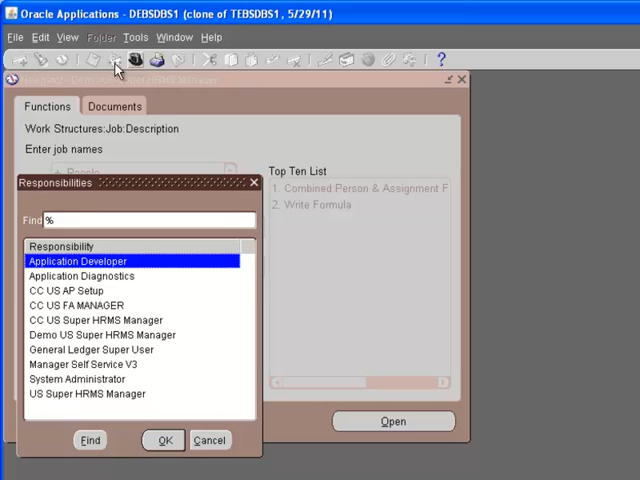 Oracle Applications - DEBSDBS1 (clone of TEBSDBS1, 5/29/11)
File Edit View Folder Tools Window Help
Functions Documents
Work Structures:Job:Description
Enter job names
+ People
Top Ten List
1. Combined Person & Assignment F
2. Write Formula
Responsibilities
Find %
Responsibility
Application Developer
Application Diagnostics
CC US AP Setup
CC US FA MANAGER
CC US Super HRMS Manager
Demo US Super HRMS Manager
General Ledger Super User
Manager Self Service V3
System Administrator
US Super HRMS Manager
Find OK Cancel
Open